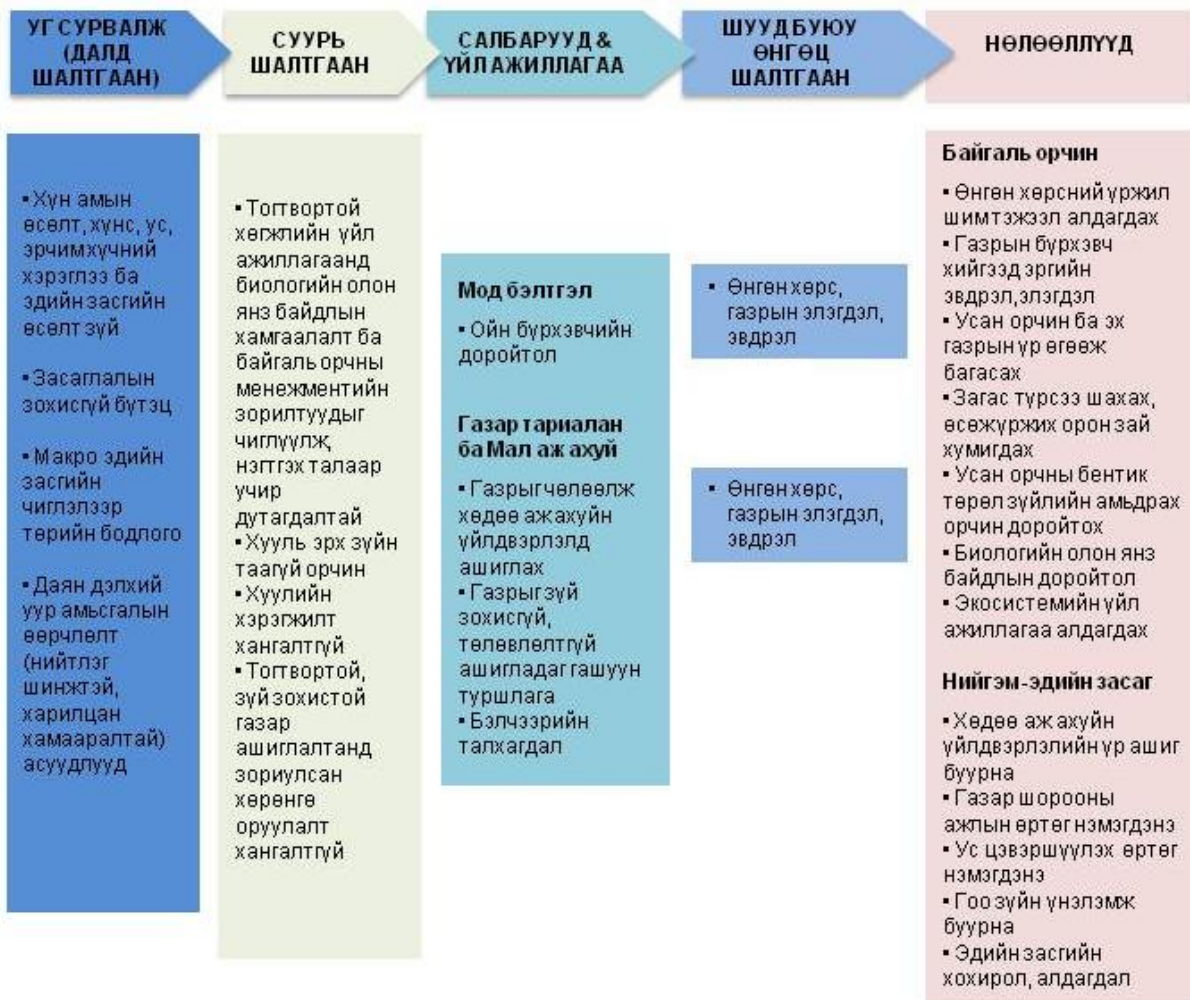 УГ СУРВАЛЖ
(ДАЛД
ШАЛТГААН)
СУУРЬ
ШАЛТГААН
САЛБАРУУД &
ҮЙЛ АЖИЛЛАГАА
ШУУД БУЮУ
ӨНГӨЦ
ШАЛТГААН
НӨЛӨӨЛЛҮҮД
▪ Хүн амын
өсөлт, хүнс, ус,
эрчимхүчний
хэрэглээ ба
эдийн засгийн
өсөлт зүй
▪ Засаглалын
зохисгүй бүтэц
▪ Макро эдийн
засгийн
чиглэлээр
төрийн бодлого
▪ Даян дэлхий
уур амьсгалын
өөрчлөлт
(нийтлэг
шинжтэй,
харилцан
хамааралтай)
асуудлууд
▪ Тогтвортой
хөгжлийн үйл
ажиллагаанд
биологийн олон
янз байдлын
хамгаалалт ба
байгаль орчны
менежментийн
зорилтуудыг
чиглүүлж,
нэгтгэх талаар
учир
дутагдалтай
▪ Хууль эрх зүйн
таагүй орчин
▪ Хуулийн
хэрэгжилт
хангалтгүй
▪ Тогтвортой,
зүй зохистой
газар
ашиглалтанд
зориулсан
хөрөнгө
оруулалт
хангалтгүй
Мод бэлтгэл
▪ Ойн бүрхэвчийн
доройтол
Газар тариалан
ба Мал аж ахуй
▪ Газрыг чөлөөлж
хөдөө ажахуйн
үйлдвэрлэлд
ашиглах
▪ Газрыг зүй
зохисгүй,
төлөвлөлтгүй
ашигладаг гашуун
туршлага
▪ Бэлчээрийн
талхагдал
▪ Өнгөн хөрс,
газрын элэгдэл,
эвдрэл
▪ Өнгөн хөрс,
газрын элэгдэл,
эвдрэл
Байгаль орчин
▪ Өнгөн хөрсний үржил
шимтэжээл алдагдах
▪ Газрын бүрхэвч
хийгээд эргийн
эвдрэл,элэгдэл
▪ Усан орчин ба эх
газрын үр өгөөж
багасах
▪ Загас түрсээ шахах,
өсөжүржих орон зай
хумигдах
▪ Усан орчны бентик
төрөл зүйлийн амьдрах
орчин доройтох
▪ Биологийн олон янз
байдлын доройтол
▪ Экосистемийн үйл
ажиллагаа алдагдах
Нийгэм-эдийн засаг
▪ Хөдөө аж ахуйн
үйлдвэрлэлийн үр ашиг
буурна
▪ Газар шорооны
ажлын өртөг нэмэгдэнэ
▪ Ус цэвэршүүлэх өртөг
нэмэгдэнэ
▪ Гоо зүйн үнэлэмж
буурна
▪ Эдийн засгийн
хохирол, алдагдал